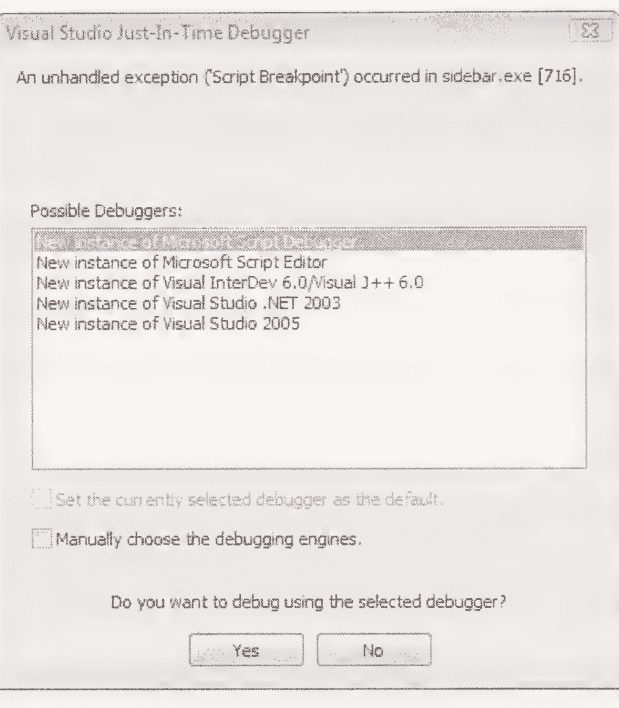 Visual Studio Just-In-Time Debugger
An unhandled exception ('Script Breakpoint') occurred in sidebar.exe [716].
Possible Debuggers:
New instance of Microsoft Script Debugger
New instance of Microsoft Script Editor
New instance of Visual InterDev 6.0/Visual J++ 6.0
New instance of Visual Studio .NET 2003
New instance of Visual Studio 2005
Set the currently selected debugger as the default.
Manually choose the debugging engines.
Do you want to debug using the selected debugger?
Yes
No